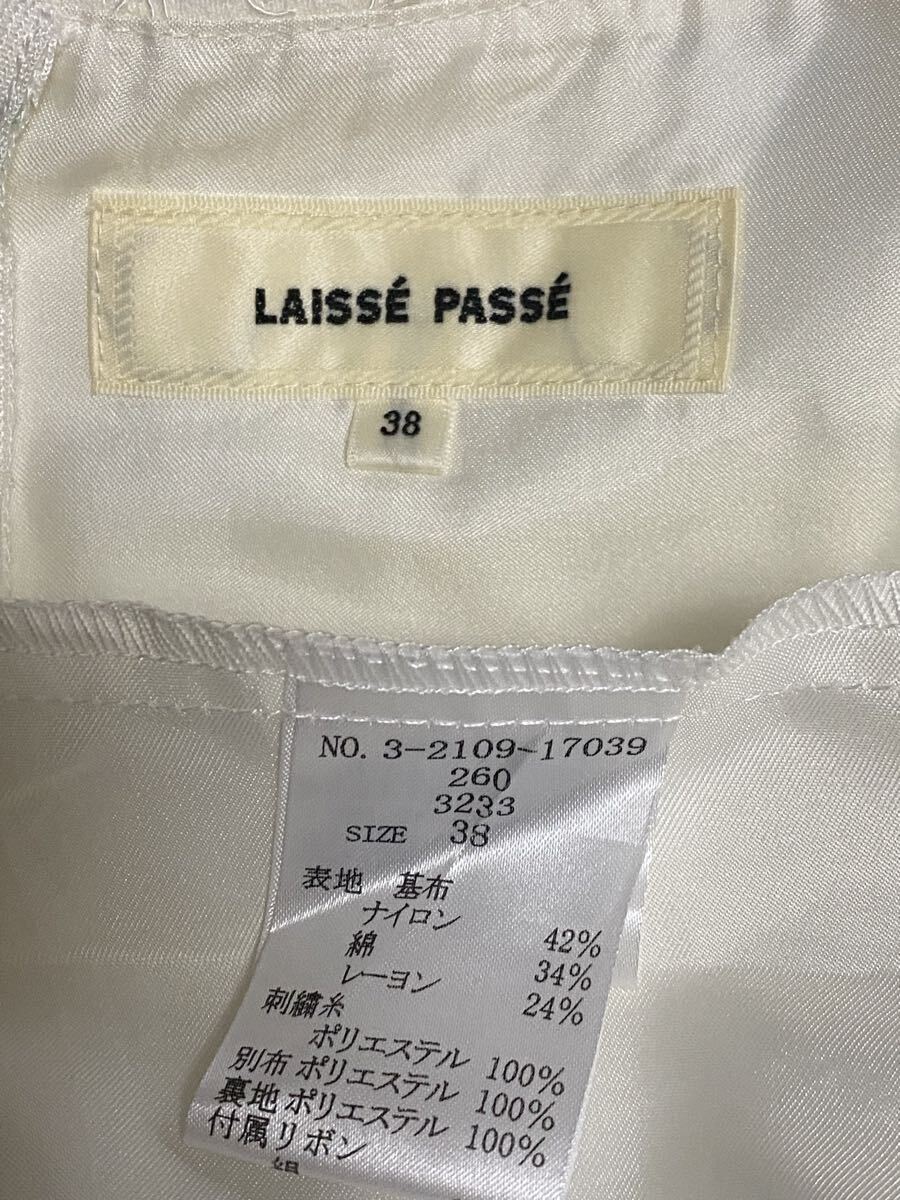 LAISSÉ PASSÉ
38
NO. 3-2109-17039
260
3233
SIZE 38
表地 基布
ナイロン 42%
綿 34%
レーヨン 24%
刺繍糸
ポリエステル 100%
別布 ポリエステル 100%
裏地 ポリエステル 100%
付属リボン